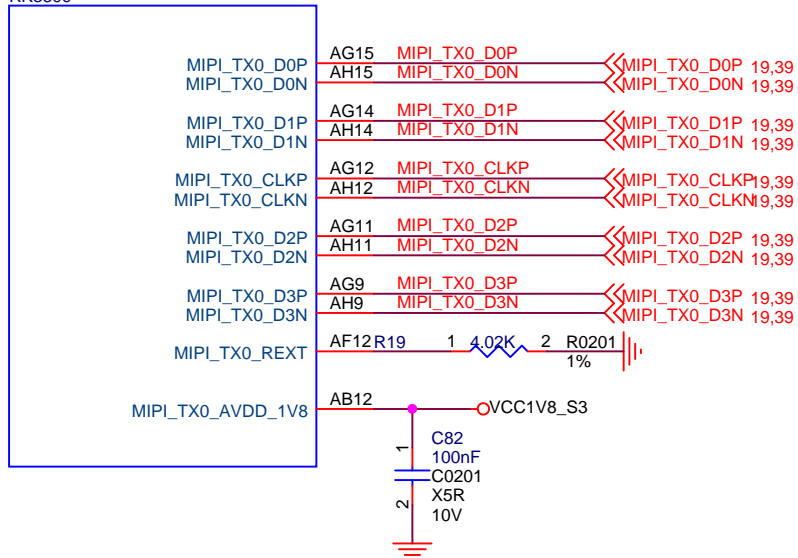 MIPI_TX0_D0P AG15 MIPI_TX0_D0P MIPI_TX0_D0P 19,39
MIPI_TX0_D0N AH15 MIPI_TX0_D0N MIPI_TX0_D0N 19,39
MIPI_TX0_D1P AG14 MIPI_TX0_D1P MIPI_TX0_D1P 19,39
MIPI_TX0_D1N AH14 MIPI_TX0_D1N MIPI_TX0_D1N 19,39
MIPI_TX0_CLKP AG12 MIPI_TX0_CLKP MIPI_TX0_CLKP 19,39
MIPI_TX0_CLKN AH12 MIPI_TX0_CLKN MIPI_TX0_CLKN 19,39
MIPI_TX0_D2P AG11 MIPI_TX0_D2P MIPI_TX0_D2P 19,39
MIPI_TX0_D2N AH11 MIPI_TX0_D2N MIPI_TX0_D2N 19,39
MIPI_TX0_D3P AG9 MIPI_TX0_D3P MIPI_TX0_D3P 19,39
MIPI_TX0_D3N AH9 MIPI_TX0_D3N MIPI_TX0_D3N 19,39
MIPI_TX0_REXT AF12 R19 1 4.02K 2 R0201
1%
MIPI_TX0_AVDD_1V8 AB12 VCC1V8_S3
1 C82
100nF
C0201
2 X5R
10V